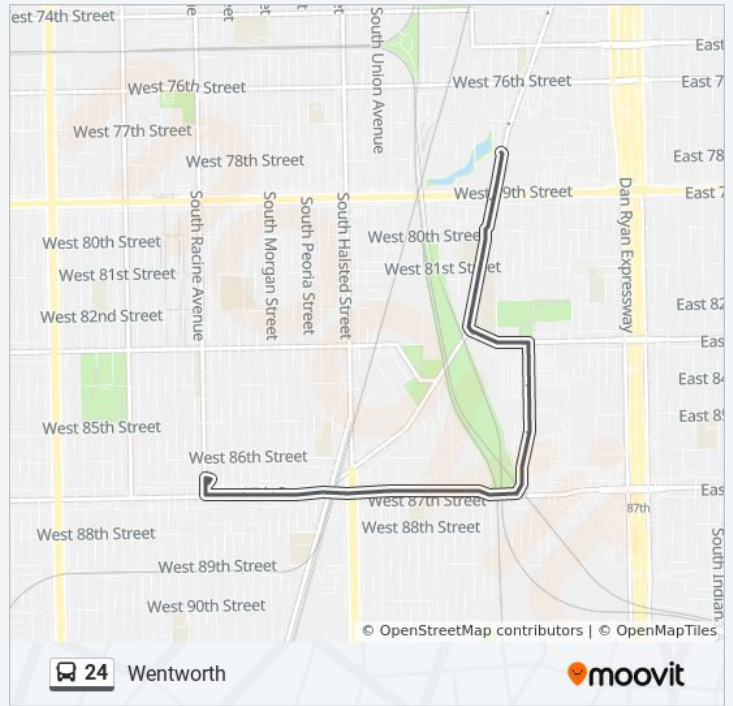 est 74th Street
South Union Avenue
East
West 76th Street
West 76th Street
East 7
West 77th Street
West 78th Street
East 78
West 79th Street
East 7
South Racine Avenue
South Morgan Street
South Peoria Street
South Halsted Street
Dan Ryan Expressway
West 80th Street
West 80th Street
West 81st Street
West 81st Street
West 82nd Street
East 82
Eas
East 84
East 85
West 85th Street
West 86th Street
Eas
West 87th Street
87th
West 88th Street
West 88th Street
South Indian
West 89th Street
West 90th Street
© OpenStreetMap contributors | © OpenMapTiles
24 Wentworth
moovit